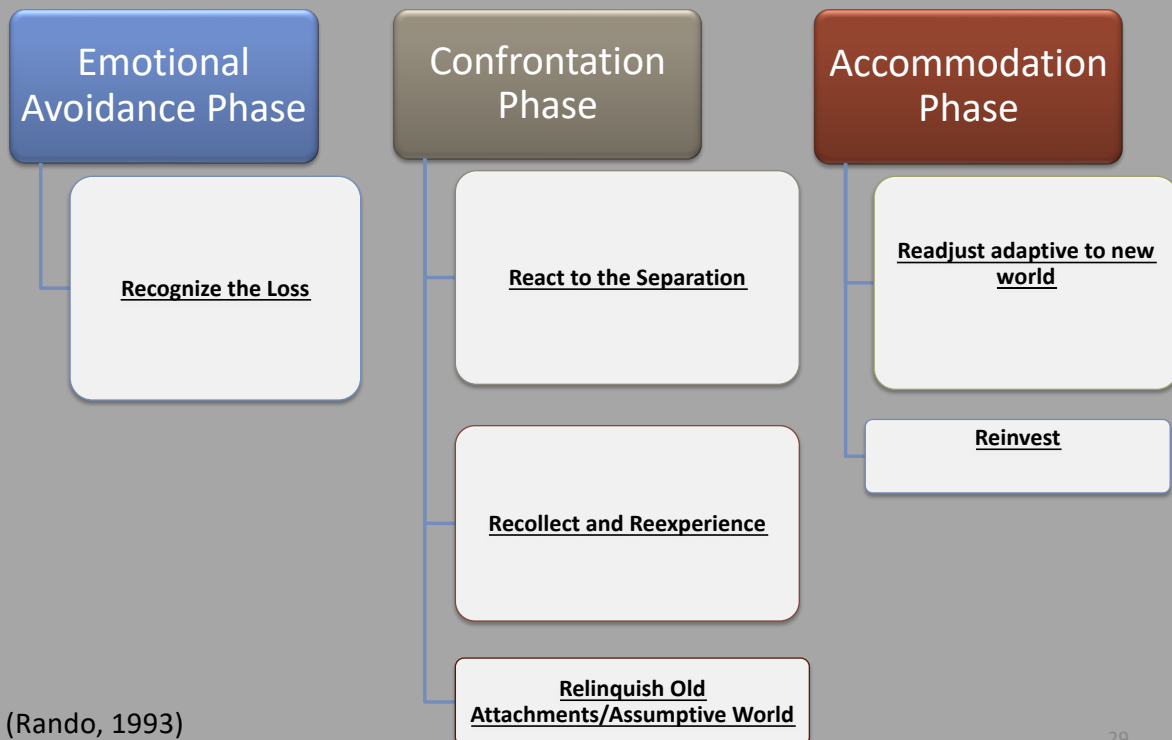 Emotional
Avoidance Phase
Recognize the Loss
Confrontation
Phase
React to the Separation
Recollect and Reexperience
Relinquish Old
Attachments/Assumptive World
Accommodation
Phase
Readjust adaptive to new
world
Reinvest
(Rando, 1993)
29